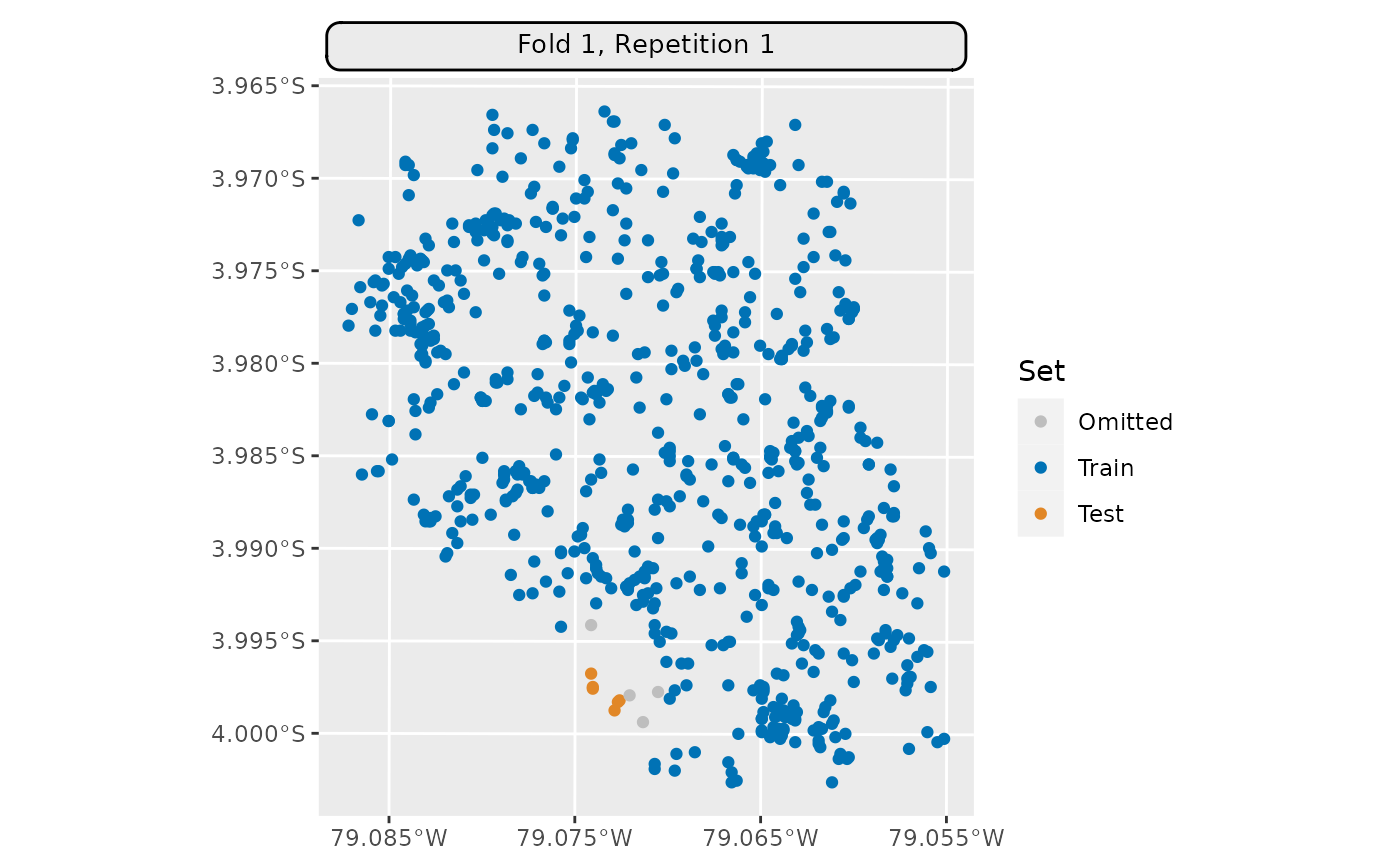 Fold 1, Repetition 1
3.965°S
3.970°S
3.975°S
3.980°S
3.985°S
3.990°S
3.995°S
4.000°S
79.085°W 79.075°W 79.065°W 79.055°W
Set
Omitted
Train
Test